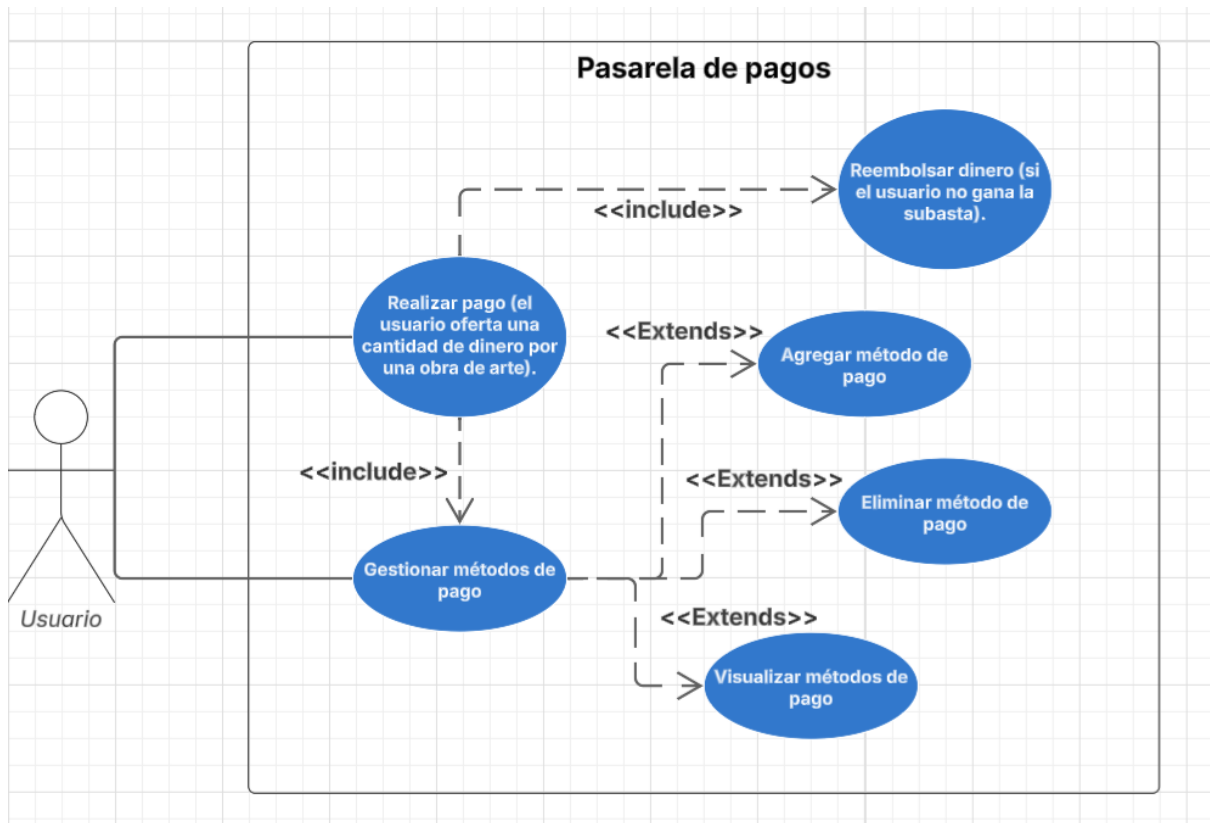 Pasarela de pagos
Reembolsar dinero (si
el usuario no gana la
subasta).
<<include>>
Realizar pago (el
usuario oferta una
cantidad de dinero por
una obra de arte).
<<Extends>>
Agregar método de
pago
<<include>>
<<Extends>>
Eliminar método de
pago
Gestionar métodos de
pago
Usuario
<<Extends>>
Visualizar métodos de
pago